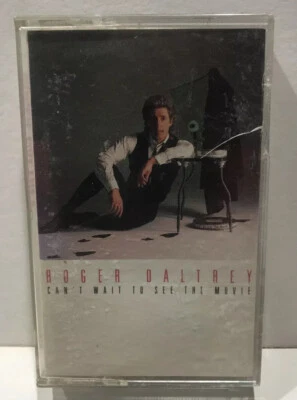 ROGER DALTREY
CAN'T WAIT TO SEE THE MOVIE